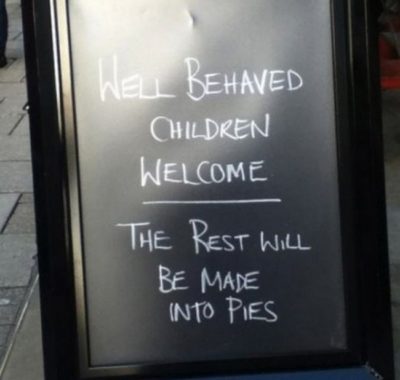 WELL BEHAVED
CHILDREN
WELCOME
THE REST WILL
BE MADE
INTO PIES